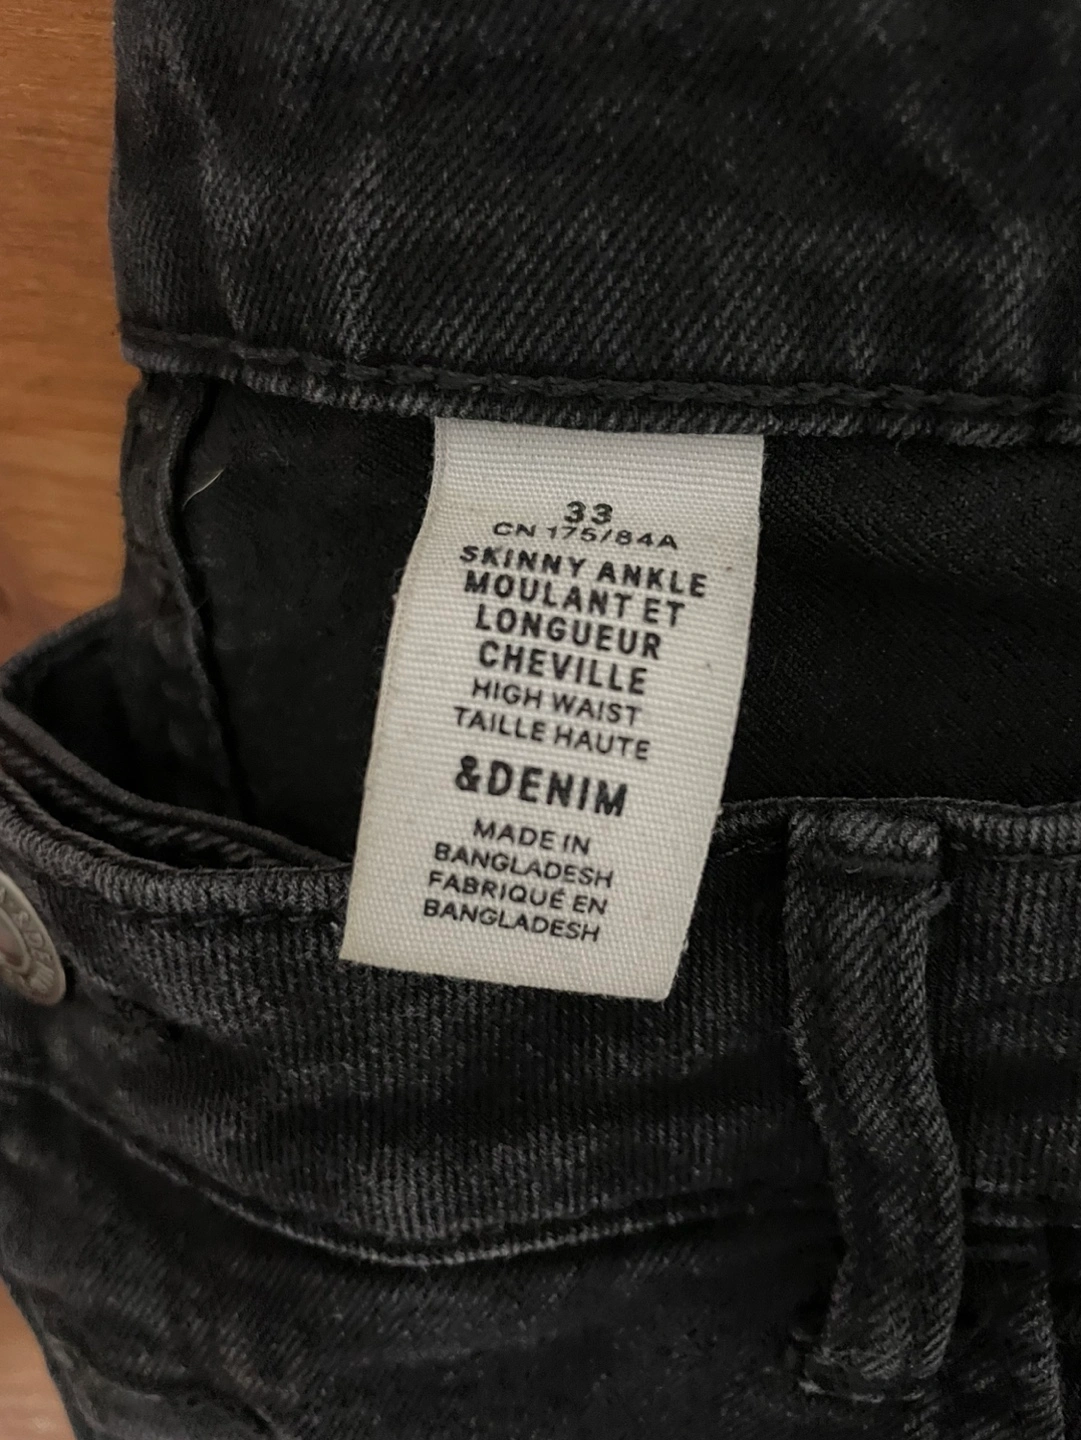 33
CN 175/84A
SKINNY ANKLE
MOULANT ET
LONGUEUR
CHEVILLE
HIGH WAIST
TAILLE HAUTE
&DENIM
MADE IN
BANGLADESH
FABRIQUÉ EN
BANGLADESH